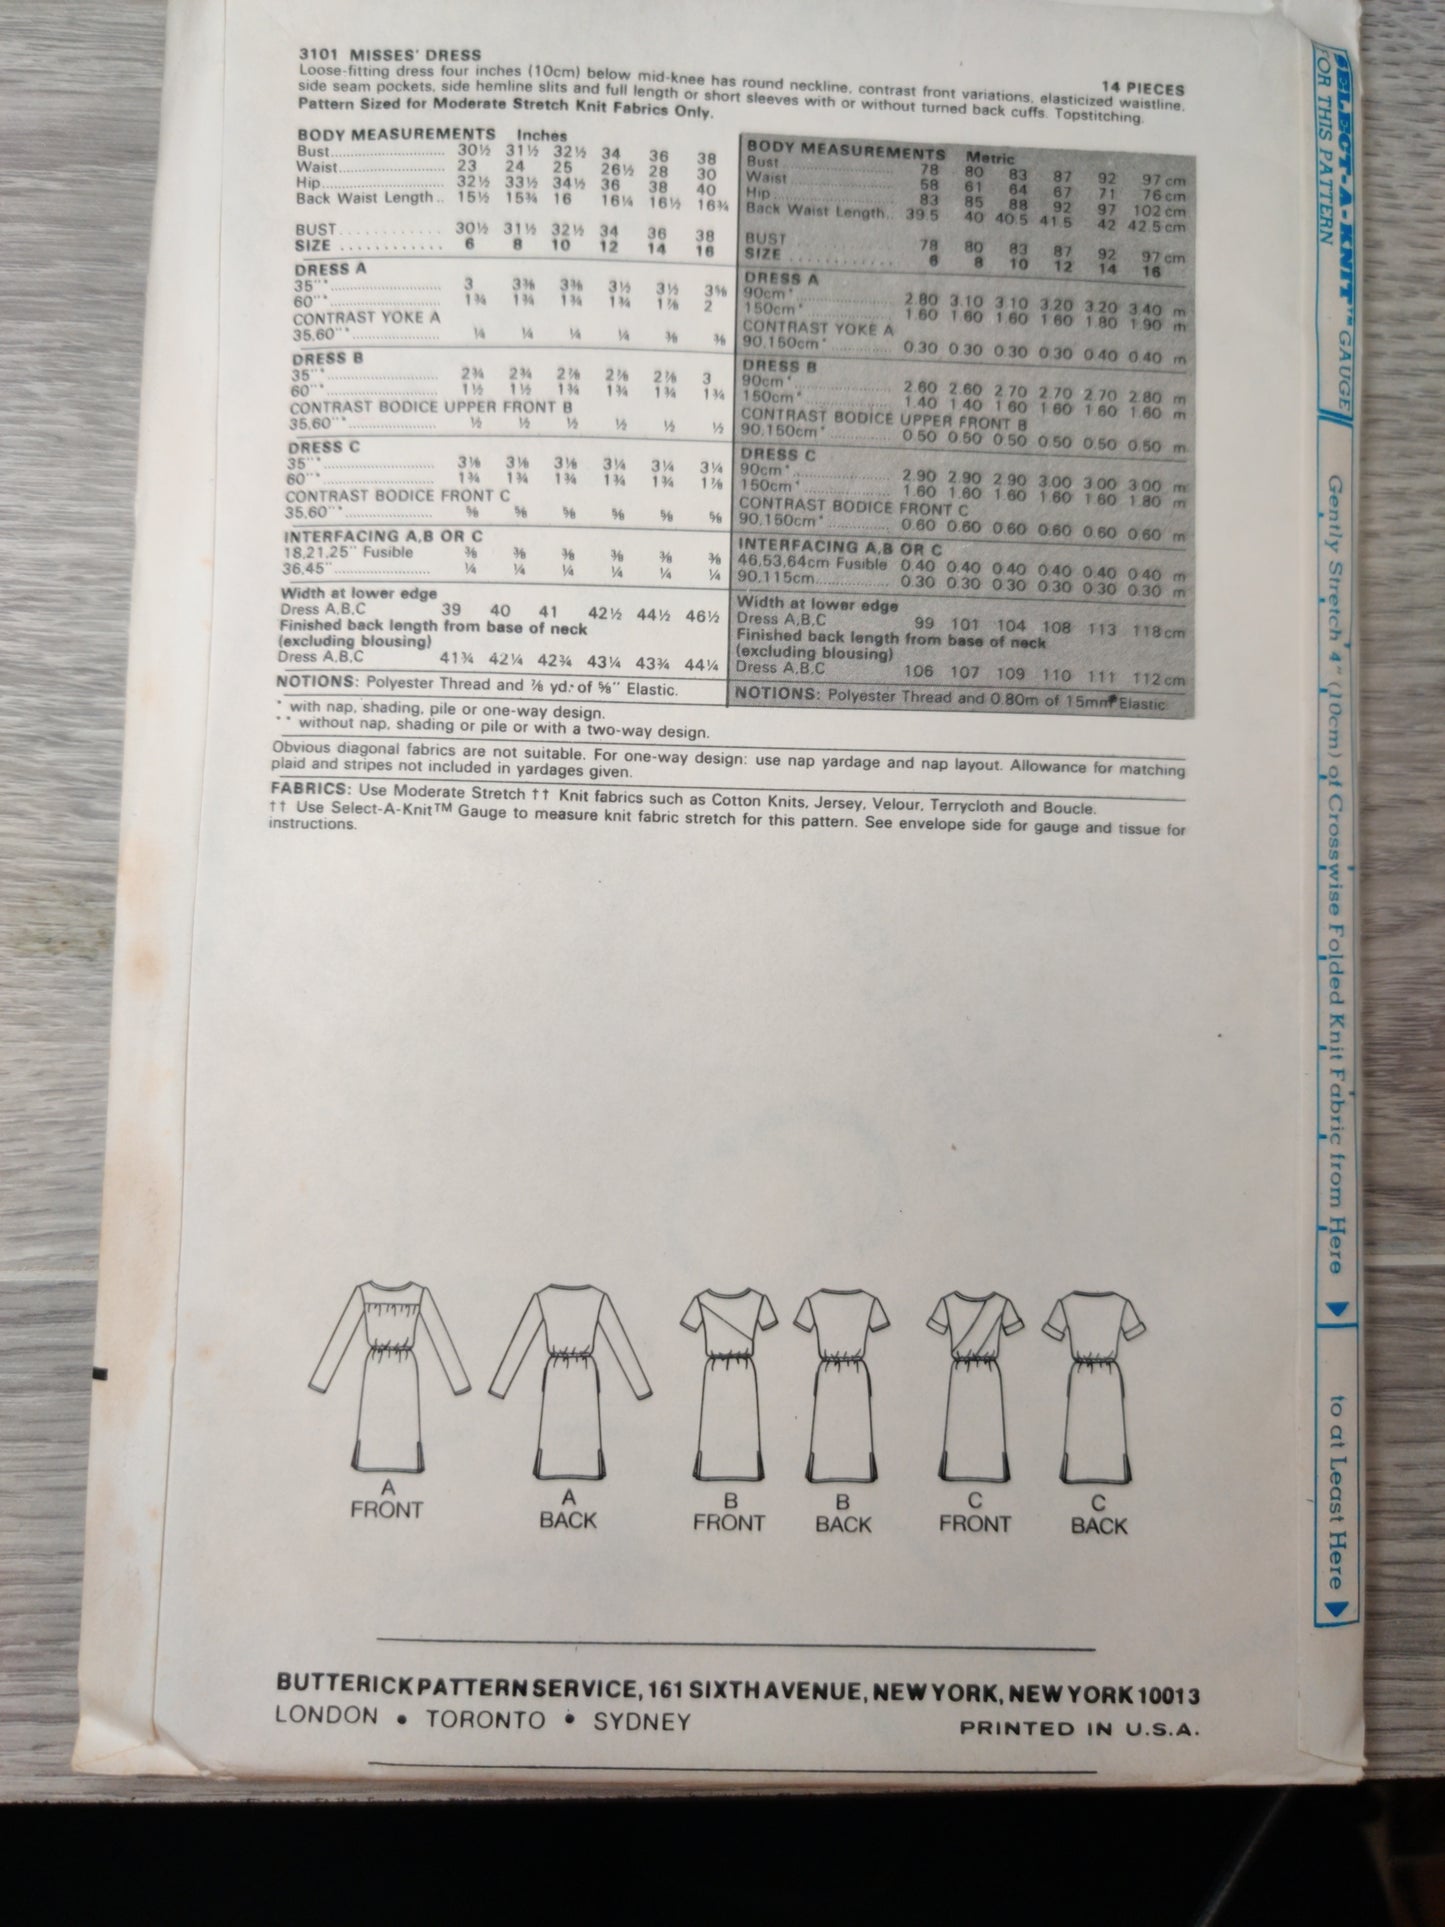 3101 MISSES' DRESS
14 PIECES
Loose-fitting dress four inches (10cm) below mid-knee has round neckline, contrast front variations, elasticized waistline,
side seam pockets, side hemline slits and full length or short sleeves with or without turned back cuffs. Topstitching.
Pattern Sized for Moderate Stretch Knit Fabrics Only.
BODY MEASUREMENTS Inches
Bust 30½ 31½ 32½ 34 36 38
Waist 23 24 25 26½ 28 30
Hip 32½ 33½ 34½ 36 38 40
Back Waist Length 15½ 15¾ 16 16¼ 16½ 16¾
BUST 30½ 31½ 32½ 34 36 38
SIZE 6 8 10 12 14 16
DRESS A
35"* 3 3⅜ 3⅜ 3½ 3½
60"* 1¾ 1¾ 1¾ 1¾ 1⅞ 2
CONTRAST YOKE A
35,60"* ¼ ¼ ¼ ¼ ⅜ ⅜
DRESS B
35"* 2¾ 2¾ 2⅞ 2⅞ 2⅞ 3
60"* 1½ 1½ 1¾ 1¾ 1¾ 1¾
CONTRAST BODICE UPPER FRONT B
35,60"* ½ ½ ½ ½ ½ ½
DRESS C
35"* 3⅛ 3⅛ 3⅛ 3¼ 3¼ 3¼
60"* 1¾ 1¾ 1¾ 1¾ 1¾ 1⅞
CONTRAST BODICE FRONT C
35,60"* ⅝ ⅝ ⅝ ⅝ ⅝ ⅝
INTERFACING A,B OR C
18,21,25" Fusible ⅜ ⅜ ⅜ ⅜ ⅜ ⅜
36,45" ¼ ¼ ¼ ¼ ¼ ¼
Width at lower edge
Dress A,B,C 39 40 41 42½ 44½ 46½
Finished back length from base of neck
(excluding blousing)
Dress A,B,C 41¾ 42¼ 42¾ 43¼ 43¾ 44¼
NOTIONS: Polyester Thread and ⅞ yd. of ⅝" Elastic.
BODY MEASUREMENTS Metric
Bust 78 80 83 87 92 97 cm
Waist 58 61 64 67 71 76 cm
Hip 83 85 88 92 97 102 cm
Back Waist Length 39.5 40 40.5 41.5 42 42.5 cm
BUST 78 80 83 87 92 97 cm
SIZE 6 8 10 12 14 16
DRESS A
90cm* 2.80 3.10 3.10 3.20 3.20 3.40 m
150cm* 1.60 1.60 1.60 1.60 1.80 1.90 m
CONTRAST YOKE A
90,150cm* 0.30 0.30 0.30 0.30 0.40 0.40 m
DRESS B
90cm* 2.60 2.60 2.70 2.70 2.70 2.80 m
150cm* 1.40 1.40 1.60 1.60 1.60 1.60 m
CONTRAST BODICE UPPER FRONT B
90,150cm* 0.50 0.50 0.50 0.50 0.50 0.50 m
DRESS C
90cm* 2.90 2.90 2.90 3.00 3.00 3.00 m
150cm* 1.60 1.60 1.60 1.60 1.60 1.80 m
CONTRAST BODICE FRONT C
90,150cm* 0.60 0.60 0.60 0.60 0.60 0.60 m
INTERFACING A,B OR C
46,53,64cm Fusible 0.40 0.40 0.40 0.40 0.40 0.40 m
90,115cm 0.30 0.30 0.30 0.30 0.30 0.30 m
Width at lower edge
Dress A,B,C 99 101 104 108 113 118 cm
Finished back length from base of neck
(excluding blousing)
Dress A,B,C 106 107 109 110 111 112 cm
NOTIONS: Polyester Thread and 0.80m of 15mm Elastic
* with nap, shading, pile or one-way design.
** without nap, shading or pile or with a two-way design.
Obvious diagonal fabrics are not suitable. For one-way design: use nap yardage and nap layout. Allowance for matching
plaid and stripes not included in yardages given.
FABRICS: Use Moderate Stretch †† Knit fabrics such as Cotton Knits, Jersey, Velour, Terrycloth and Boucle.
†† Use Select-A-Knit™ Gauge to measure knit fabric stretch for this pattern. See envelope side for gauge and tissue for
instructions.
SELECT-A-KNIT™ GAUGE
FOR THIS PATTERN
Gently Stretch 4" (10cm) of Crosswise Folded Knit Fabric from Here
to at Least Here
A
FRONT
A
BACK
B
FRONT
B
BACK
C
FRONT
C
BACK
BUTTERICK PATTERN SERVICE, 161 SIXTH AVENUE, NEW YORK, NEW YORK 10013
LONDON • TORONTO • SYDNEY
PRINTED IN U.S.A.